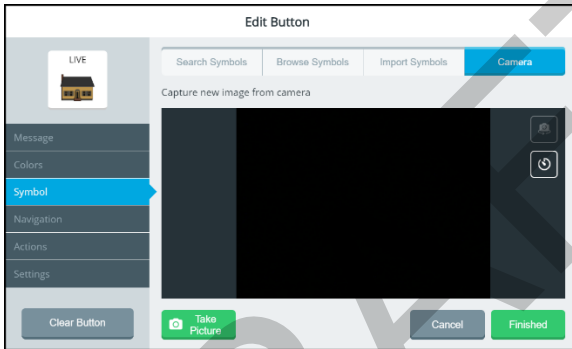 Edit Button
LIVE
Search Symbols
Browse Symbols
Import Symbols
Camera
Capture new image from camera
Message
Colors
Symbol
Navigation
Actions
Settings
Clear Button
Take
Picture
Cancel
Finished